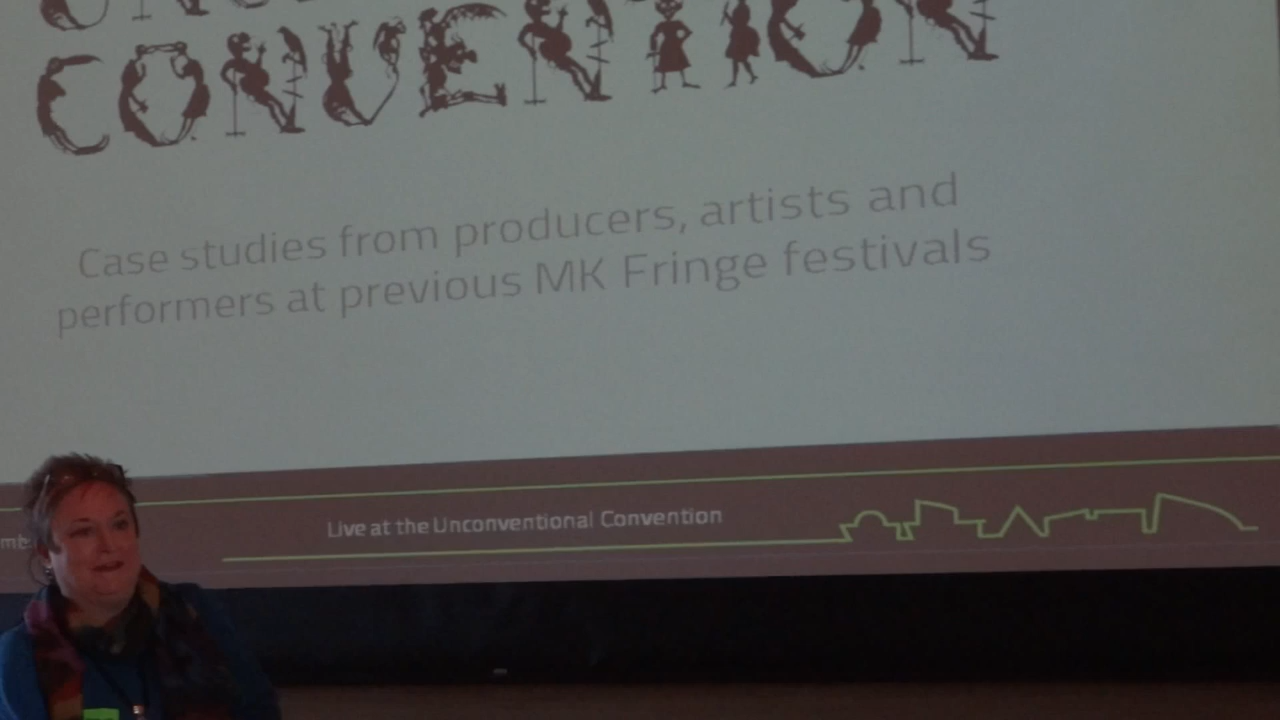 CONVENTION
Case studies from producers, artists and
performers at previous MK Fringe festivals
Live at the Unconventional Convention